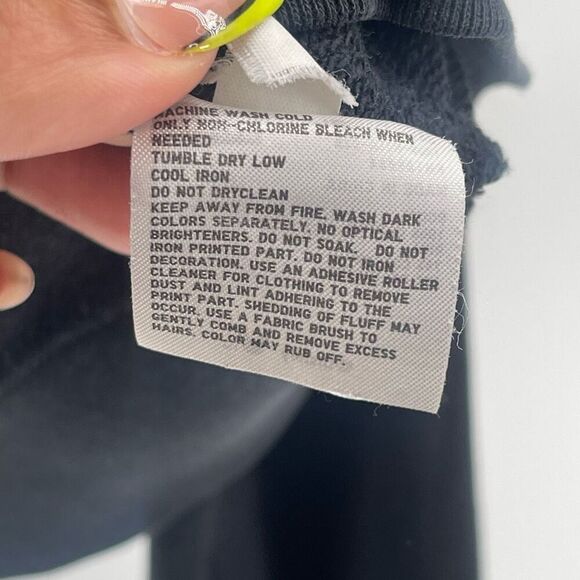 MACHINE WASH COLD
ONLY NON-CHLORINE BLEACH WHEN
NEEDED
TUMBLE DRY LOW
COOL IRON
DO NOT DRYCLEAN
KEEP AWAY FROM FIRE, WASH DARK
COLORS SEPARATELY, NO OPTICAL
BRIGHTENERS. DO NOT SOAK. DO NOT
IRON PRINTED PART. DO NOT IRON
DECORATION. USE AN ADHESIVE ROLLER
CLEANER FOR CLOTHING TO REMOVE
DUST AND LINT ADHERING TO THE
PRINT PART. SHEDDING OF FLUFF MAY
OCCUR. USE A FABRIC BRUSH TO
GENTLY COMB AND REMOVE EXCESS
HAIRS. COLOR MAY RUB OFF.